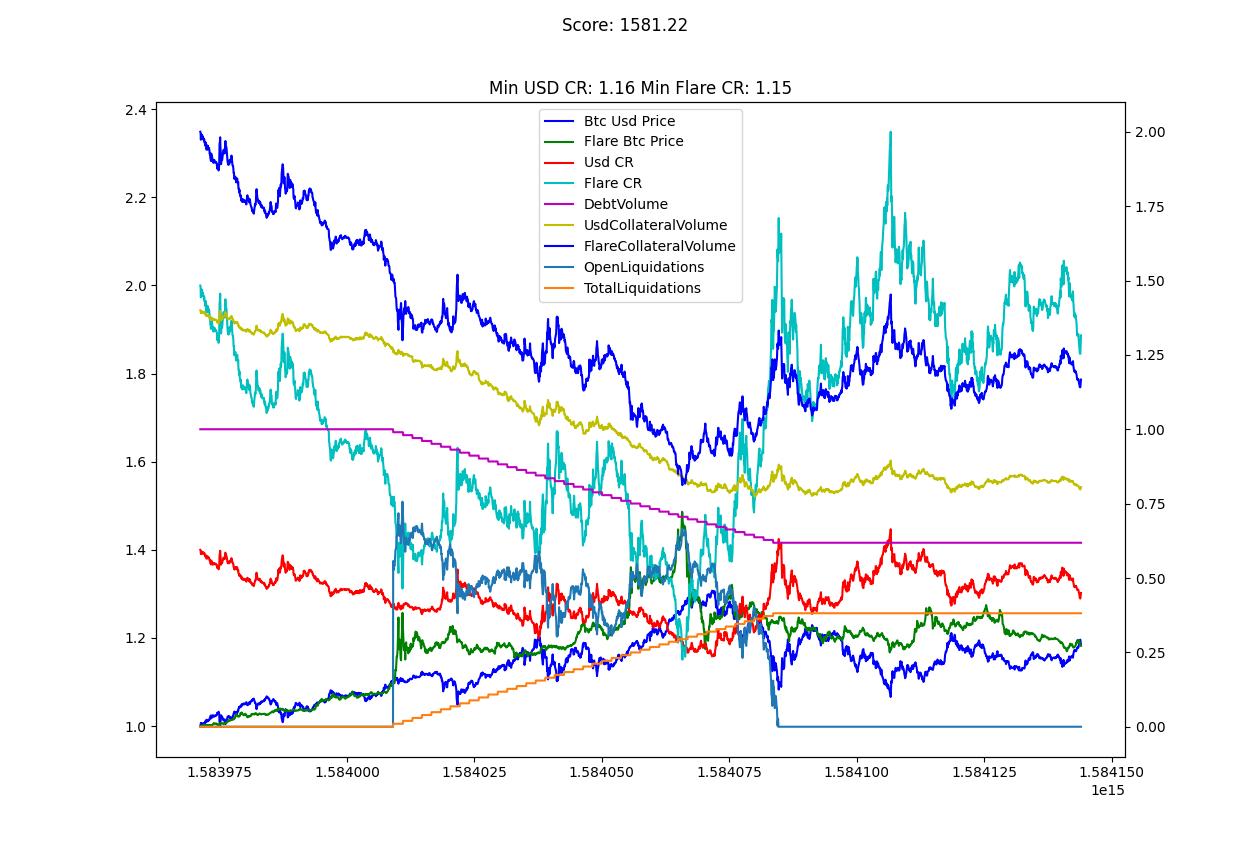 Score: 1581.22
Min USD CR: 1.16 Min Flare CR: 1.15
2.4
2.2
2.0
1.8
1.6
1.4
1.2
1.0
Btc Usd Price
Flare Btc Price
Usd CR
Flare CR
DebtVolume
UsdCollateralVolume
FlareCollateralVolume
OpenLiquidations
TotalLiquidations
2.00
1.75
1.50
1.25
1.00
0.75
0.50
0.25
0.00
1.583975 1.584000 1.584025 1.584050 1.584075 1.584100 1.584125 1.584150
1e15